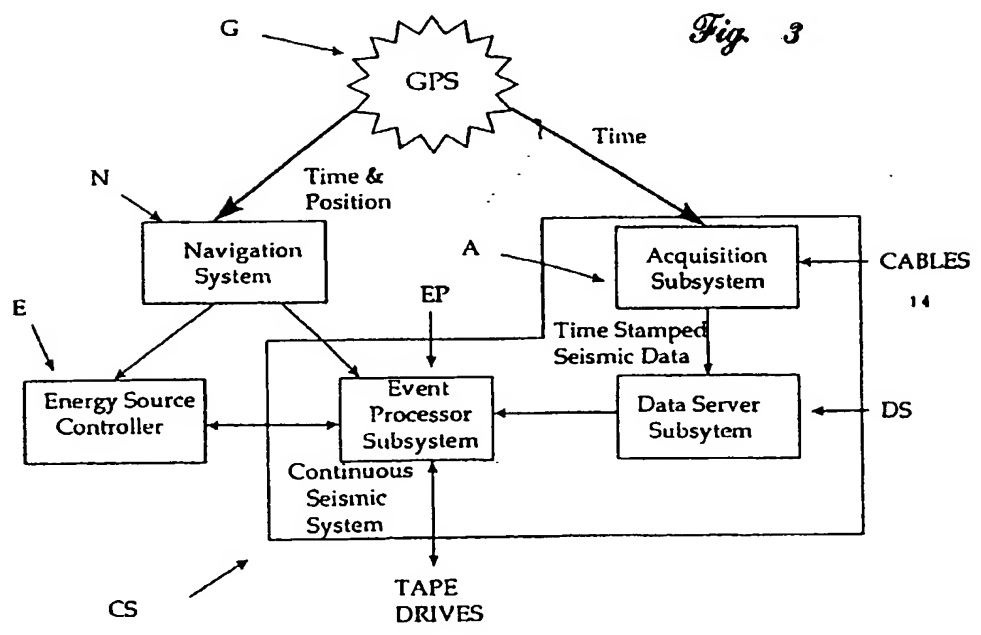 Fig. 3
G
GPS
Time
Time &
Position
N
Navigation
System
A
Acquisition
Subsystem
CABLES
14
E
EP
Time Stamped
Seismic Data
Energy Source
Controller
Event
Processor
Subsystem
Data Server
Subsytem
DS
Continuous
Seismic
System
CS
TAPE
DRIVES